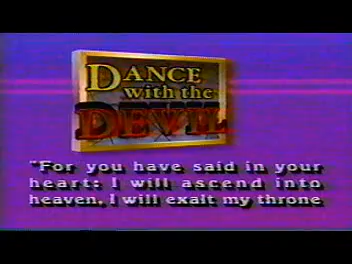 DANCE
with the
DEVIL
"For you have said in your
heart: I will ascend into
heaven, I will exalt my throne